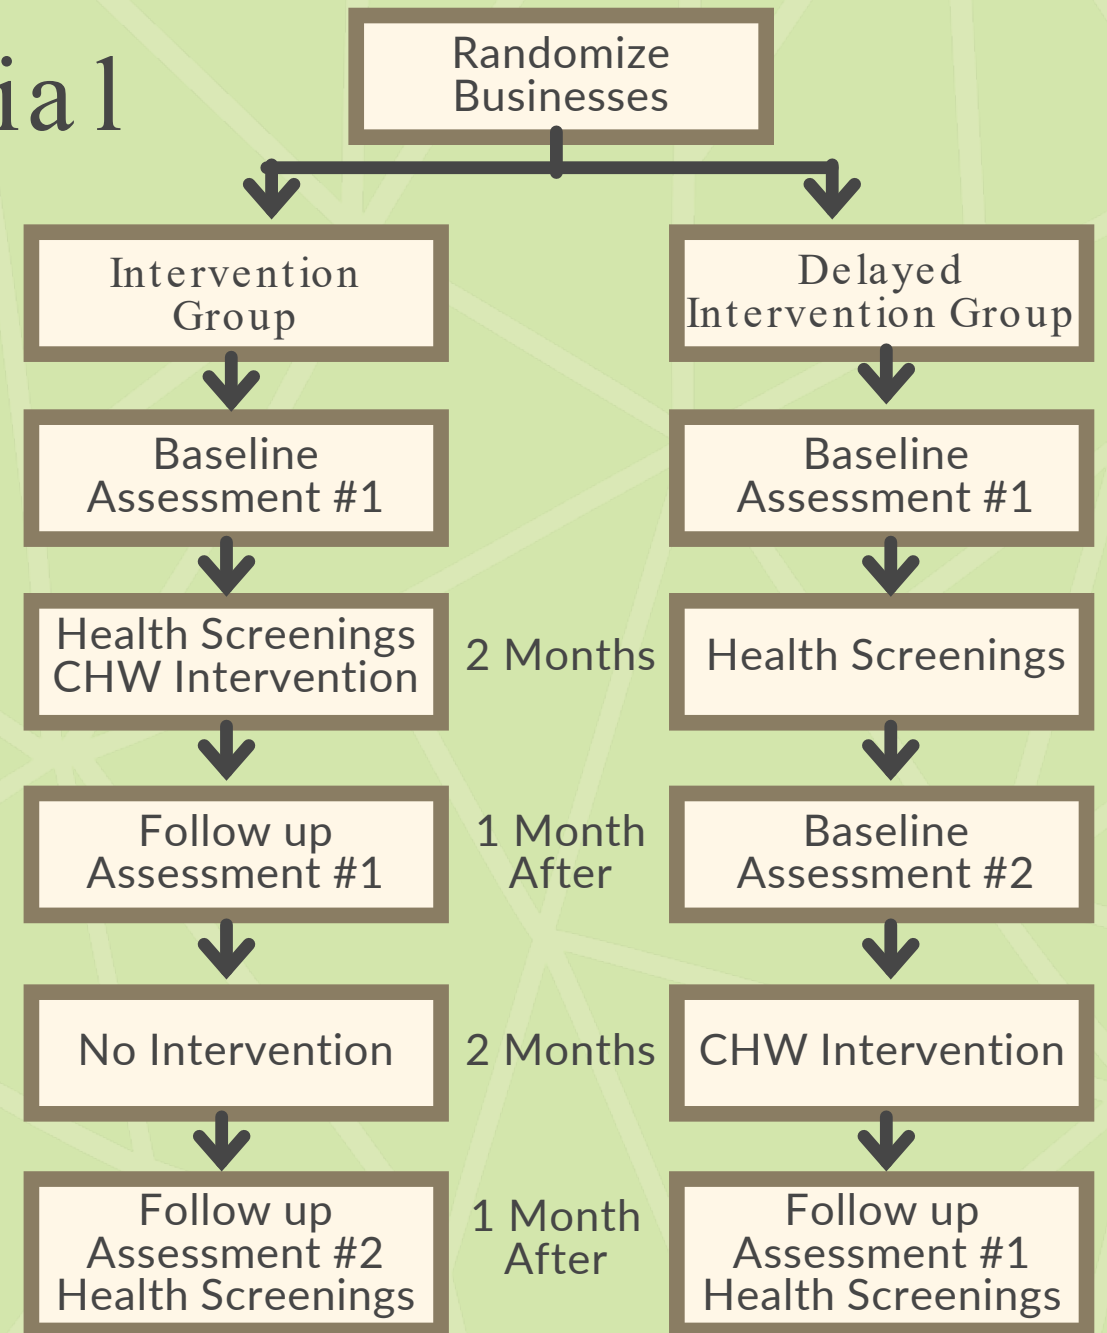 ial
Randomize
Businesses
Intervention
Group
Delayed
Intervention Group
Baseline
Assessment #1
Baseline
Assessment #1
Health Screenings
CHW Intervention
2 Months
Health Screenings
Follow up
Assessment #1
1 Month
After
Baseline
Assessment #2
No Intervention
2 Months
CHW Intervention
Follow up
Assessment #2
Health Screenings
1 Month
After
Follow up
Assessment #1
Health Screenings